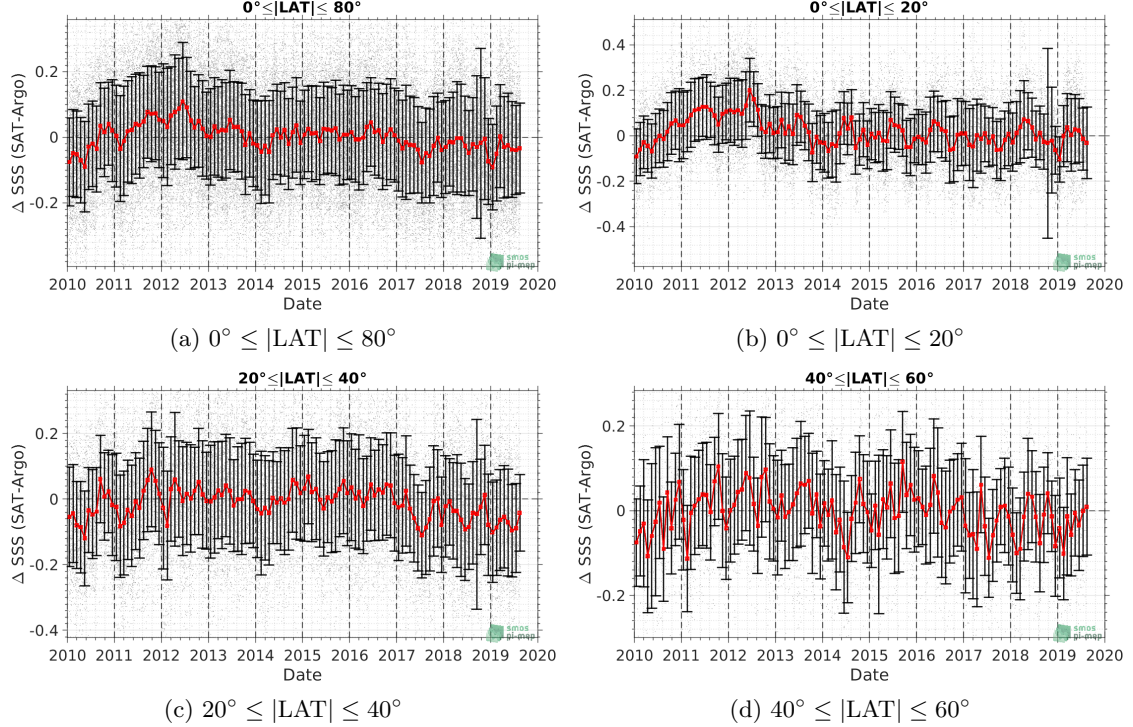 0°≤|LAT|≤ 80°
Δ SSS (SAT-Argo)
0.2
0
-0.2
2010 2011 2012 2013 2014 2015 2016 2017 2018 2019 2020
Date
smos
pi-mep
(a) 0° ≤ |LAT| ≤ 80°
0°≤|LAT|≤ 20°
Δ SSS (SAT-Argo)
0.4
0.2
0
-0.2
-0.4
2010 2011 2012 2013 2014 2015 2016 2017 2018 2019 2020
Date
smos
pi-mep
(b) 0° ≤ |LAT| ≤ 20°
20°≤|LAT|≤ 40°
Δ SSS (SAT-Argo)
0.2
0
-0.2
-0.4
2010 2011 2012 2013 2014 2015 2016 2017 2018 2019 2020
Date
smos
pi-mep
(c) 20° ≤ |LAT| ≤ 40°
40°≤|LAT|≤ 60°
Δ SSS (SAT-Argo)
0.2
0
-0.2
2010 2011 2012 2013 2014 2015 2016 2017 2018 2019 2020
Date
smos
pi-mep
(d) 40° ≤ |LAT| ≤ 60°